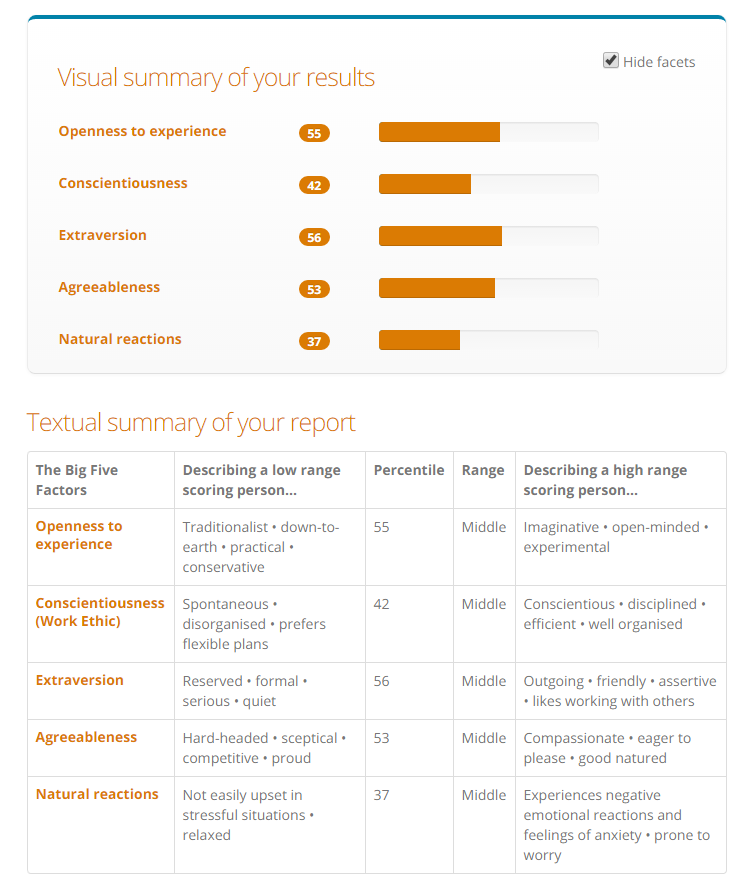 Hide facets
Visual summary of your results
Openness to experience 55
Conscientiousness 42
Extraversion 56
Agreeableness 53
Natural reactions 37
Textual summary of your report
The Big Five
Factors
Describing a low range
scoring person...
Percentile
Range
Describing a high range
scoring person...
Openness to
experience
Traditionalist • down-to-
earth • practical •
conservative
55
Middle
Imaginative • open-minded •
experimental
Conscientiousness
(Work Ethic)
Spontaneous •
disorganised • prefers
flexible plans
42
Middle
Conscientious • disciplined •
efficient • well organised
Extraversion
Reserved • formal •
serious • quiet
56
Middle
Outgoing • friendly • assertive
• likes working with others
Agreeableness
Hard-headed • sceptical •
competitive • proud
53
Middle
Compassionate • eager to
please • good natured
Natural reactions
Not easily upset in
stressful situations •
relaxed
37
Middle
Experiences negative
emotional reactions and
feelings of anxiety • prone to
worry